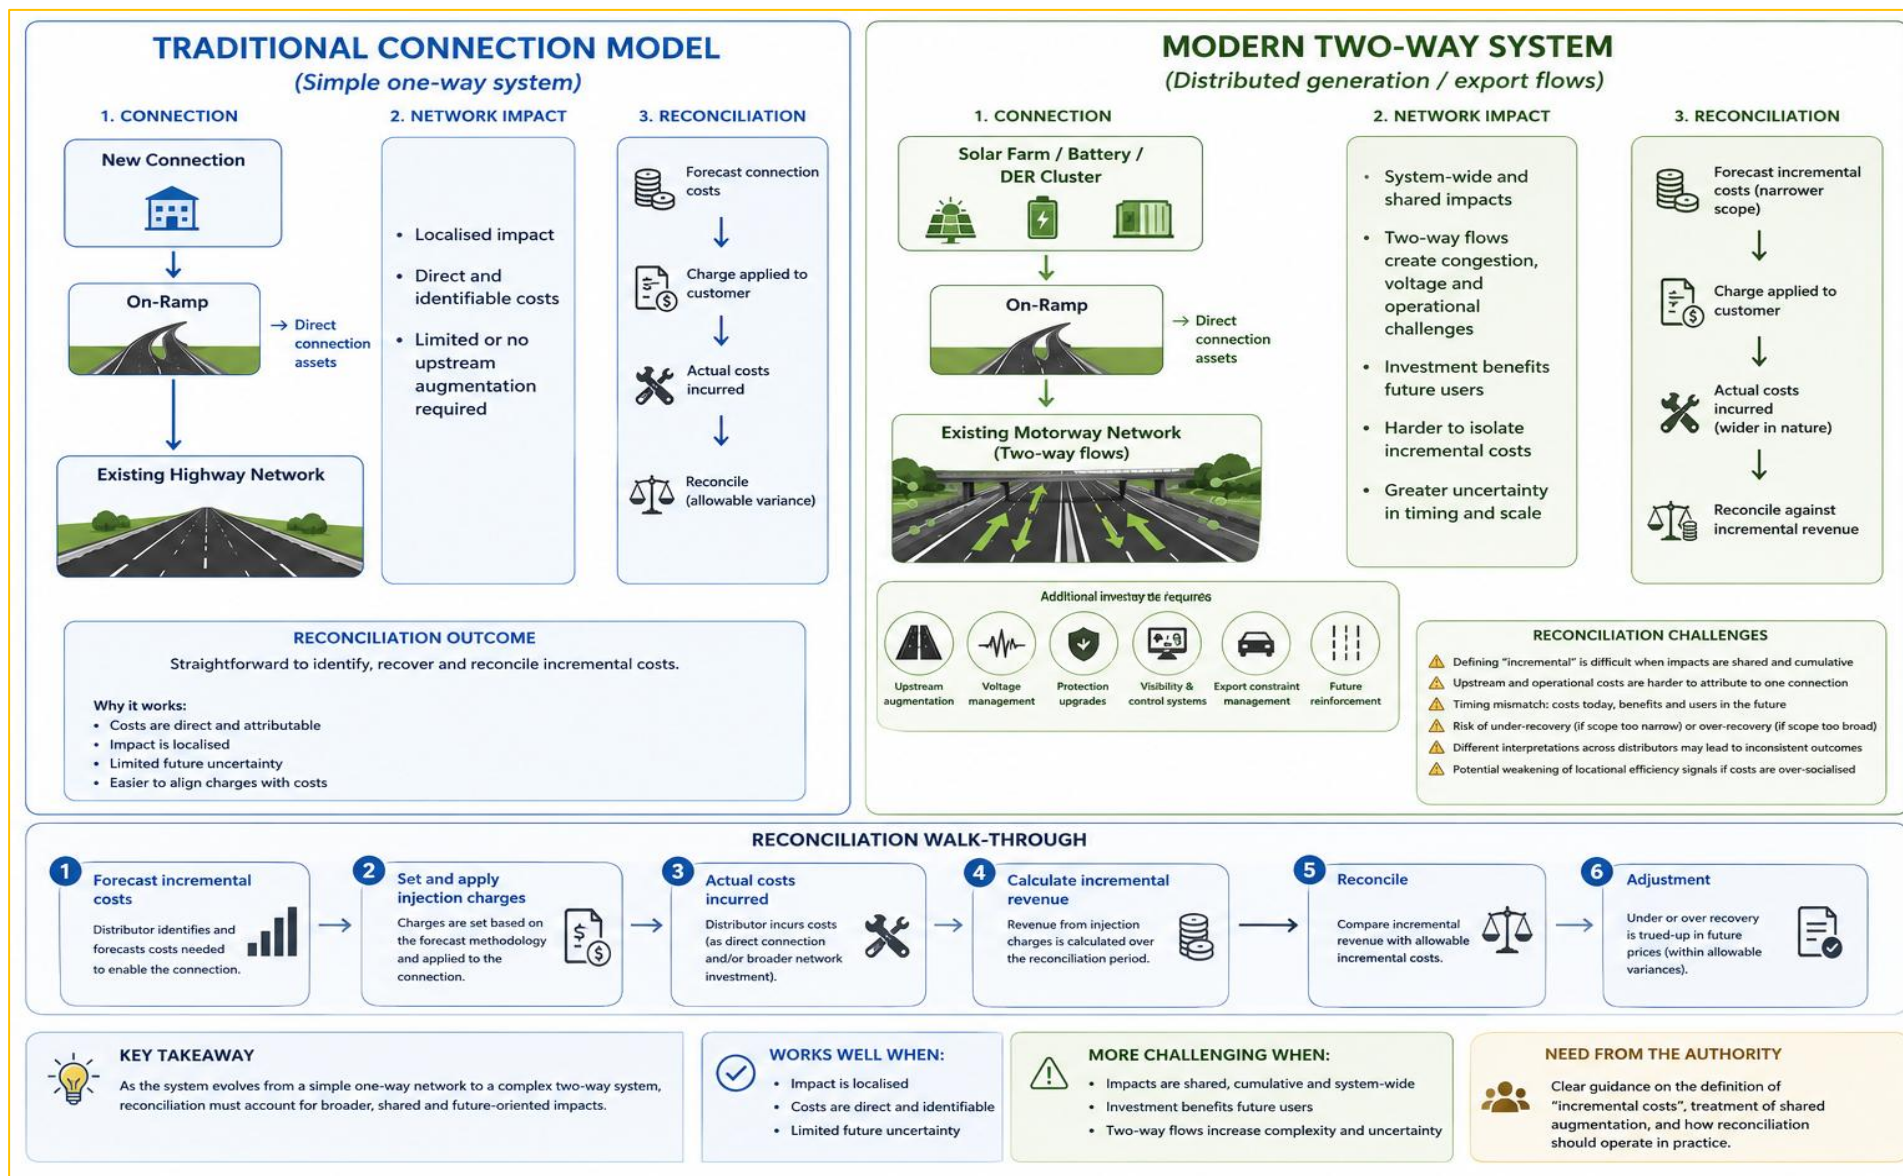 TRADITIONAL CONNECTION MODEL
(Simple one-way system)
1. CONNECTION
New Connection
On-Ramp
→ Direct
connection
assets
Existing Highway Network
2. NETWORK IMPACT
• Localised impact
• Direct and
identifiable costs
• Limited or no
upstream
augmentation
required
3. RECONCILIATION
Forecast connection
costs
Charge applied to
customer
Actual costs
incurred
Reconcile
(allowable variance)
RECONCILIATION OUTCOME
Straightforward to identify, recover and reconcile incremental costs.
Why it works:
• Costs are direct and attributable
• Impact is localised
• Limited future uncertainty
• Easier to align charges with costs
MODERN TWO-WAY SYSTEM
(Distributed generation / export flows)
1. CONNECTION
Solar Farm / Battery /
DER Cluster
On-Ramp
→ Direct
connection
assets
Existing Motorway Network
(Two-way flows)
2. NETWORK IMPACT
• System-wide and
shared impacts
• Two-way flows
create congestion,
voltage and
operational
challenges
• Investment benefits
future users
• Harder to isolate
incremental costs
• Greater uncertainty
in timing and scale
3. RECONCILIATION
Forecast incremental
costs (narrower
scope)
Charge applied to
customer
Actual costs
incurred
(wider in nature)
Reconcile against
incremental revenue
Additional
Upstream
augmentation
Voltage
management
Protection
upgrades
Visibility &
control systems
Export constraint
management
Future
reinforcement
RECONCILIATION CHALLENGES
Defining "incremental" is difficult when impacts are shared and cumulative
Upstream and operational costs are harder to attribute to one connection
Timing mismatch: costs today, benefits and users in the future
Risk of under-recovery (if scope too narrow) or over-recovery (if scope too broad)
Different interpretations across distributors may lead to inconsistent outcomes
Potential weakening of locational efficiency signals if costs are over-socialised
RECONCILIATION WALK-THROUGH
1
Forecast incremental
costs
Distributor identifies and
forecasts costs needed
to enable the connection.
2
Set and apply
injection charges
Charges are set based on
the forecast methodology
and applied to the
connection.
3
Actual costs
incurred
Distributor incurs costs
(as direct connection
and/or broader network
investment).
4
Calculate incremental
revenue
Revenue from injection
charges is calculated over
the reconciliation period.
5
Reconcile
Compare incremental
revenue with allowable
incremental costs.
6
Adjustment
Under or over recovery
is trued-up in future
prices (within allowable
variances).
KEY TAKEAWAY
As the system evolves from a simple one-way network to a complex two-way system,
reconciliation must account for broader, shared and future-oriented impacts.
WORKS WELL WHEN:
• Impact is localised
• Costs are direct and identifiable
• Limited future uncertainty
MORE CHALLENGING WHEN:
• Impacts are shared, cumulative and system-wide
• Investment benefits future users
• Two-way flows increase complexity and uncertainty
NEED FROM THE AUTHORITY
Clear guidance on the definition of
"incremental costs", treatment of shared
augmentation, and how reconciliation
should operate in practice.